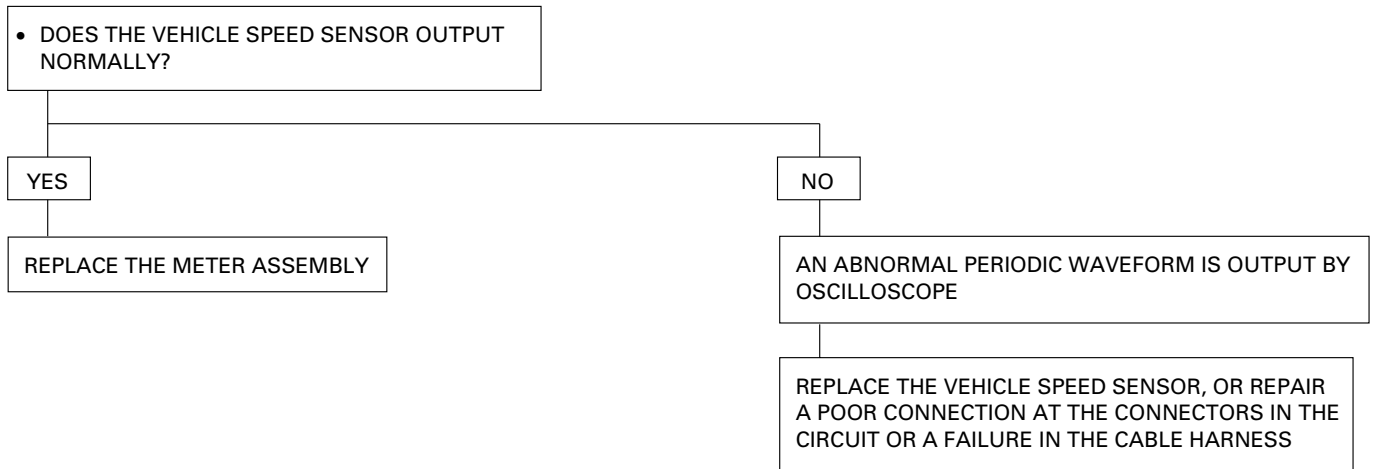 • DOES THE VEHICLE SPEED SENSOR OUTPUT
NORMALLY?
YES
NO
REPLACE THE METER ASSEMBLY
AN ABNORMAL PERIODIC WAVEFORM IS OUTPUT BY
OSCILLOSCOPE
REPLACE THE VEHICLE SPEED SENSOR, OR REPAIR
A POOR CONNECTION AT THE CONNECTORS IN THE
CIRCUIT OR A FAILURE IN THE CABLE HARNESS